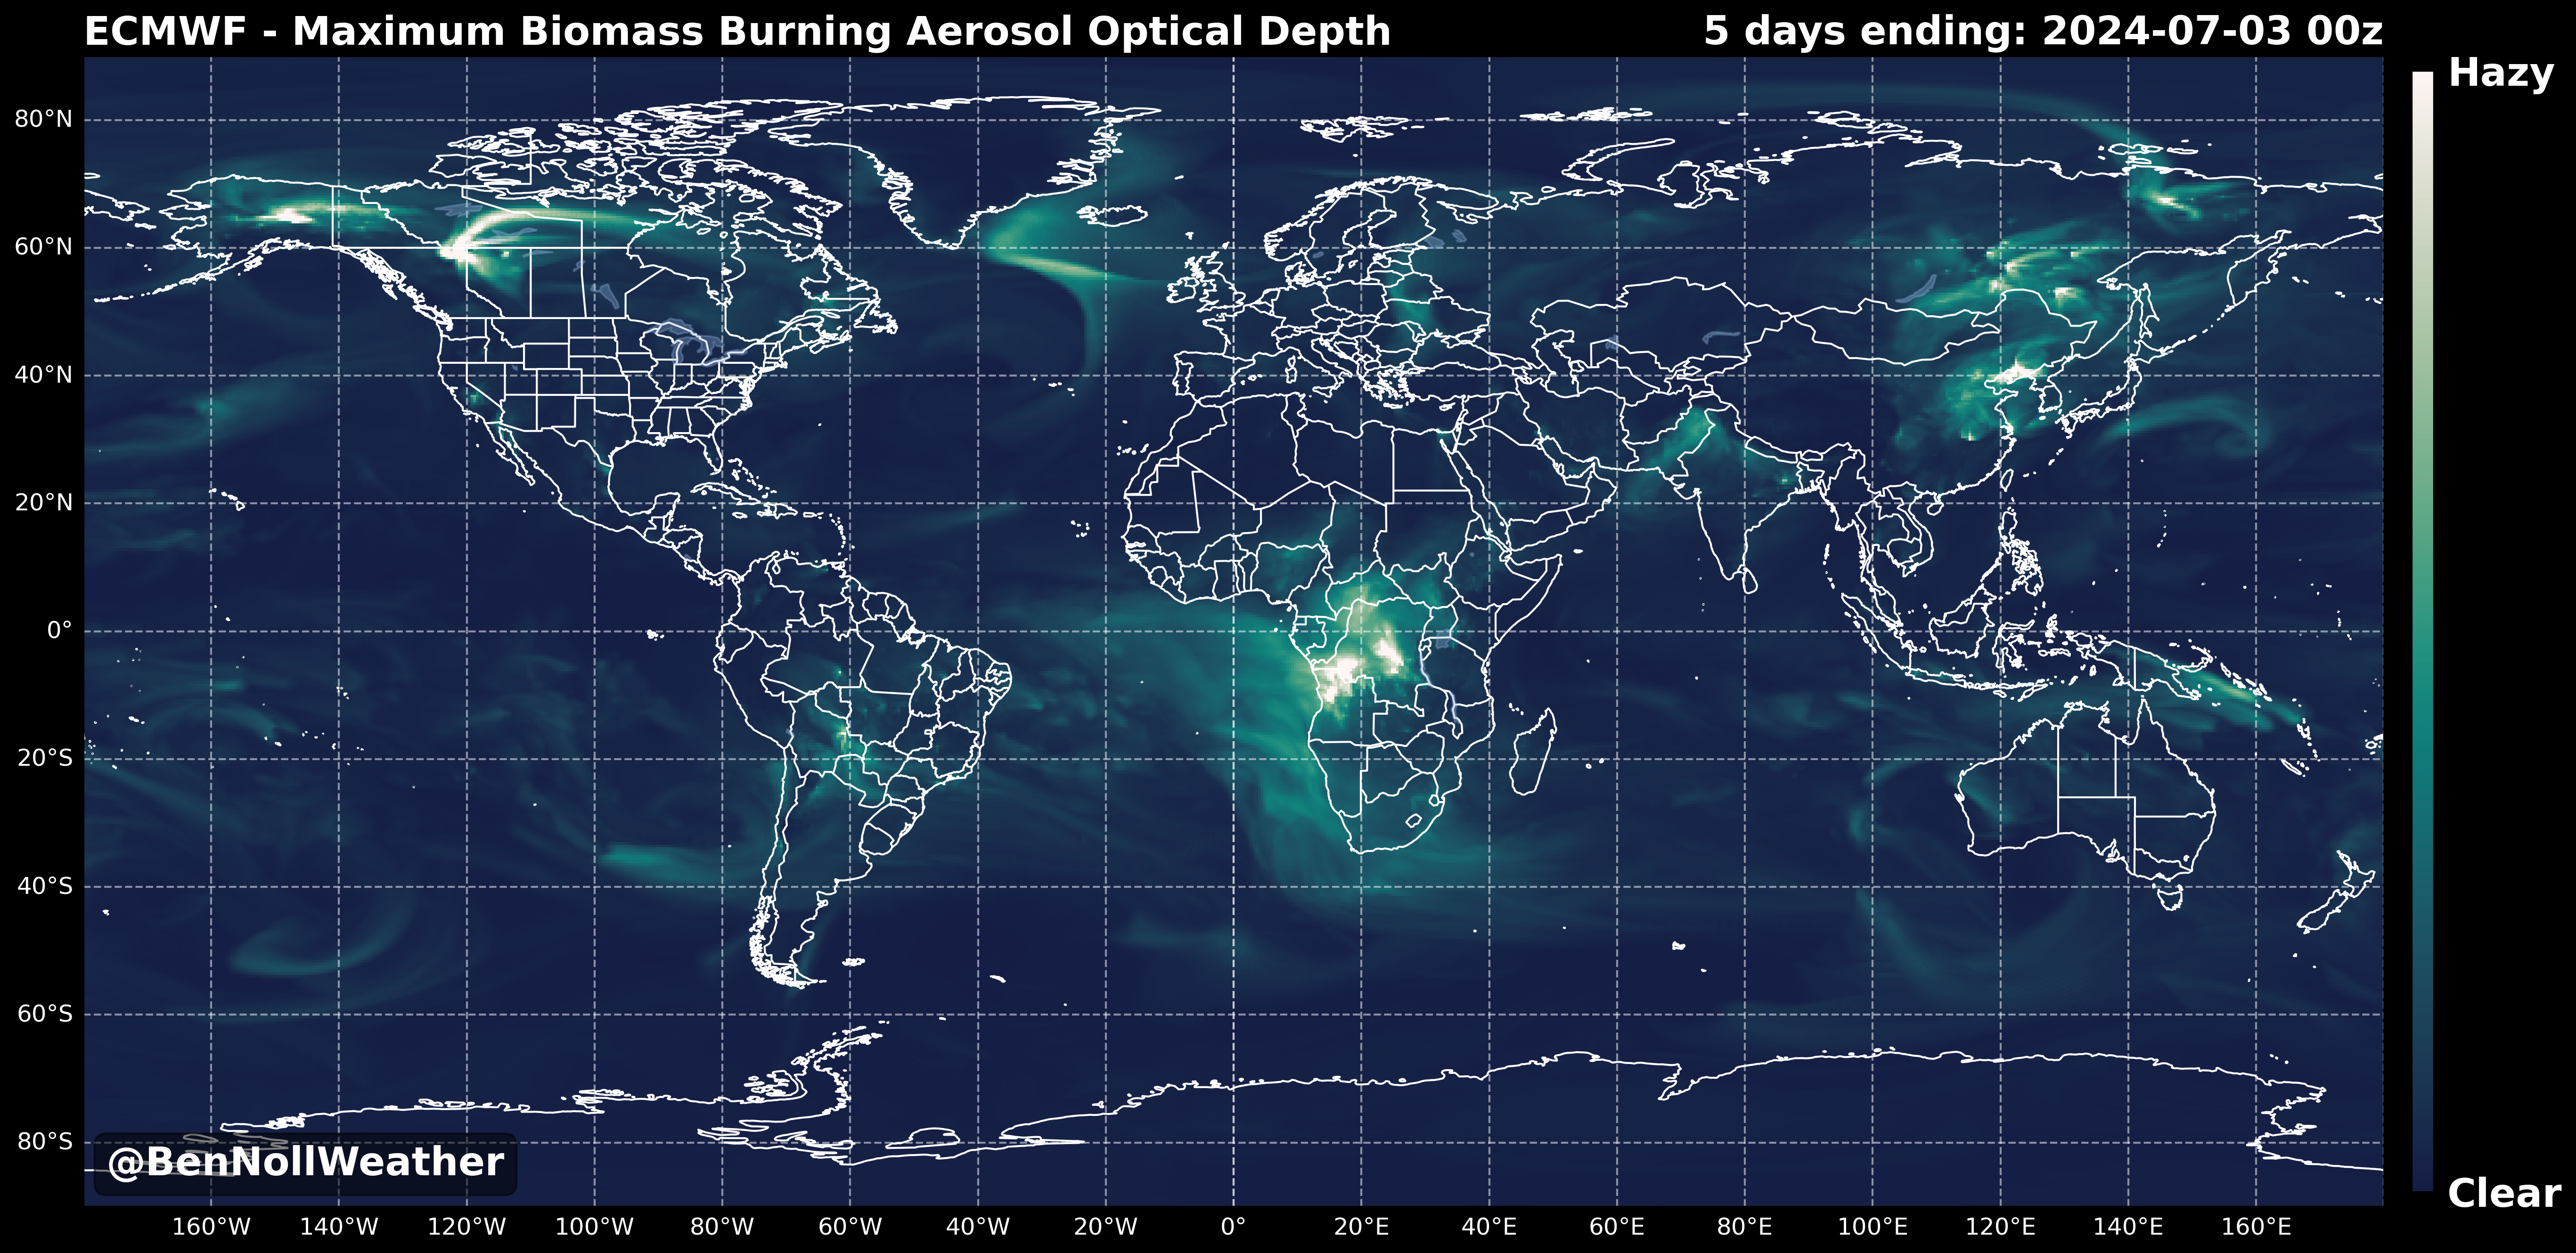 ECMWF - Maximum Biomass Burning Aerosol Optical Depth
5 days ending: 2024-07-03 00z
Hazy
80°N
60°N
40°N
20°N
0°
20°S
40°S
60°S
80°S
@BenNollWeather
Clear
160°W 140°W 120°W 100°W 80°W 60°W 40°W 20°W 0° 20°E 40°E 60°E 80°E 100°E 120°E 140°E 160°E